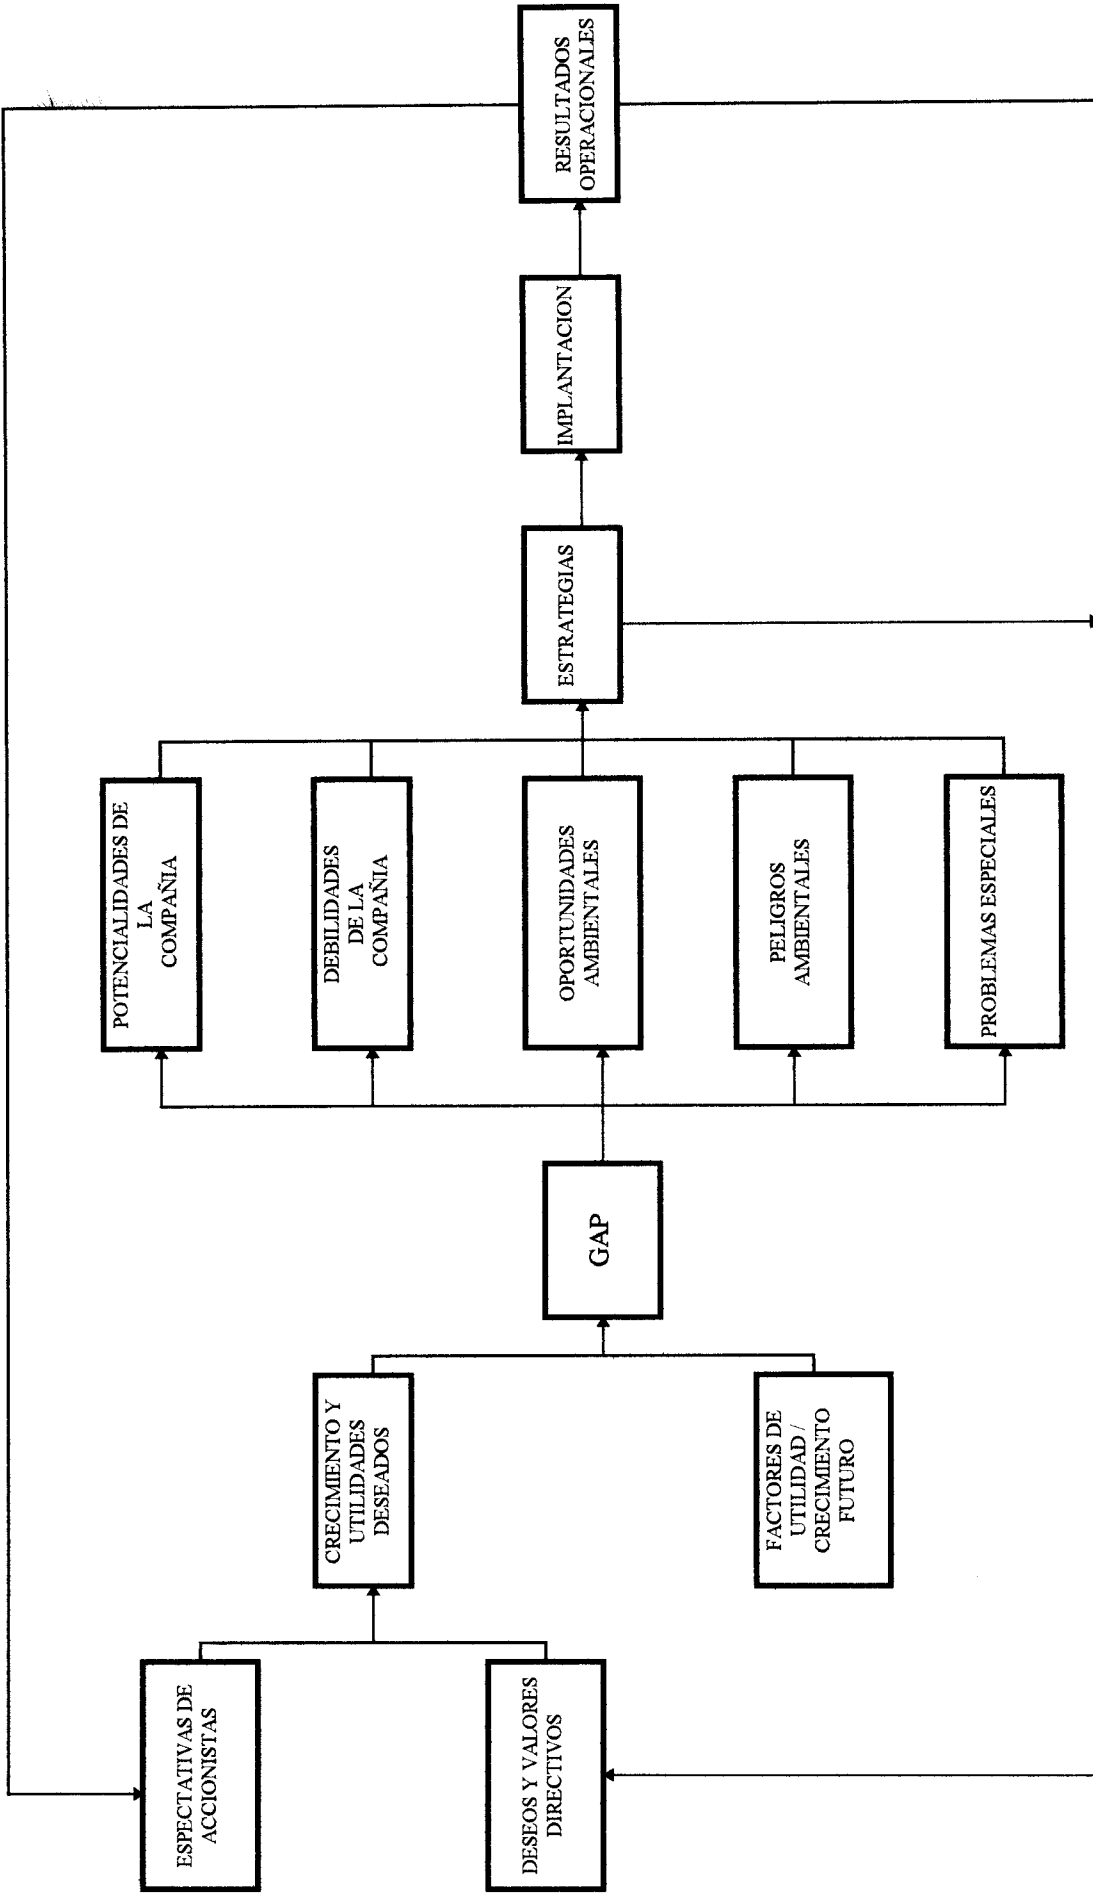 ESPECTATIVAS DE
ACCIONISTAS
DESEOS Y VALORES
DIRECTIVOS
CRECIMIENTO Y
UTILIDADES
DESEADOS
FACTORES DE
UTILIDAD /
CRECIMIENTO
FUTURO
GAP
POTENCIALIDADES DE
LA
COMPAÑIA
DEBILIDADES
DE LA
COMPAÑIA
OPORTUNIDADES
AMBIENTALES
PELIGROS
AMBIENTALES
PROBLEMAS ESPECIALES
ESTRATEGIAS
IMPLANTACION
RESULTADOS
OPERACIONALES